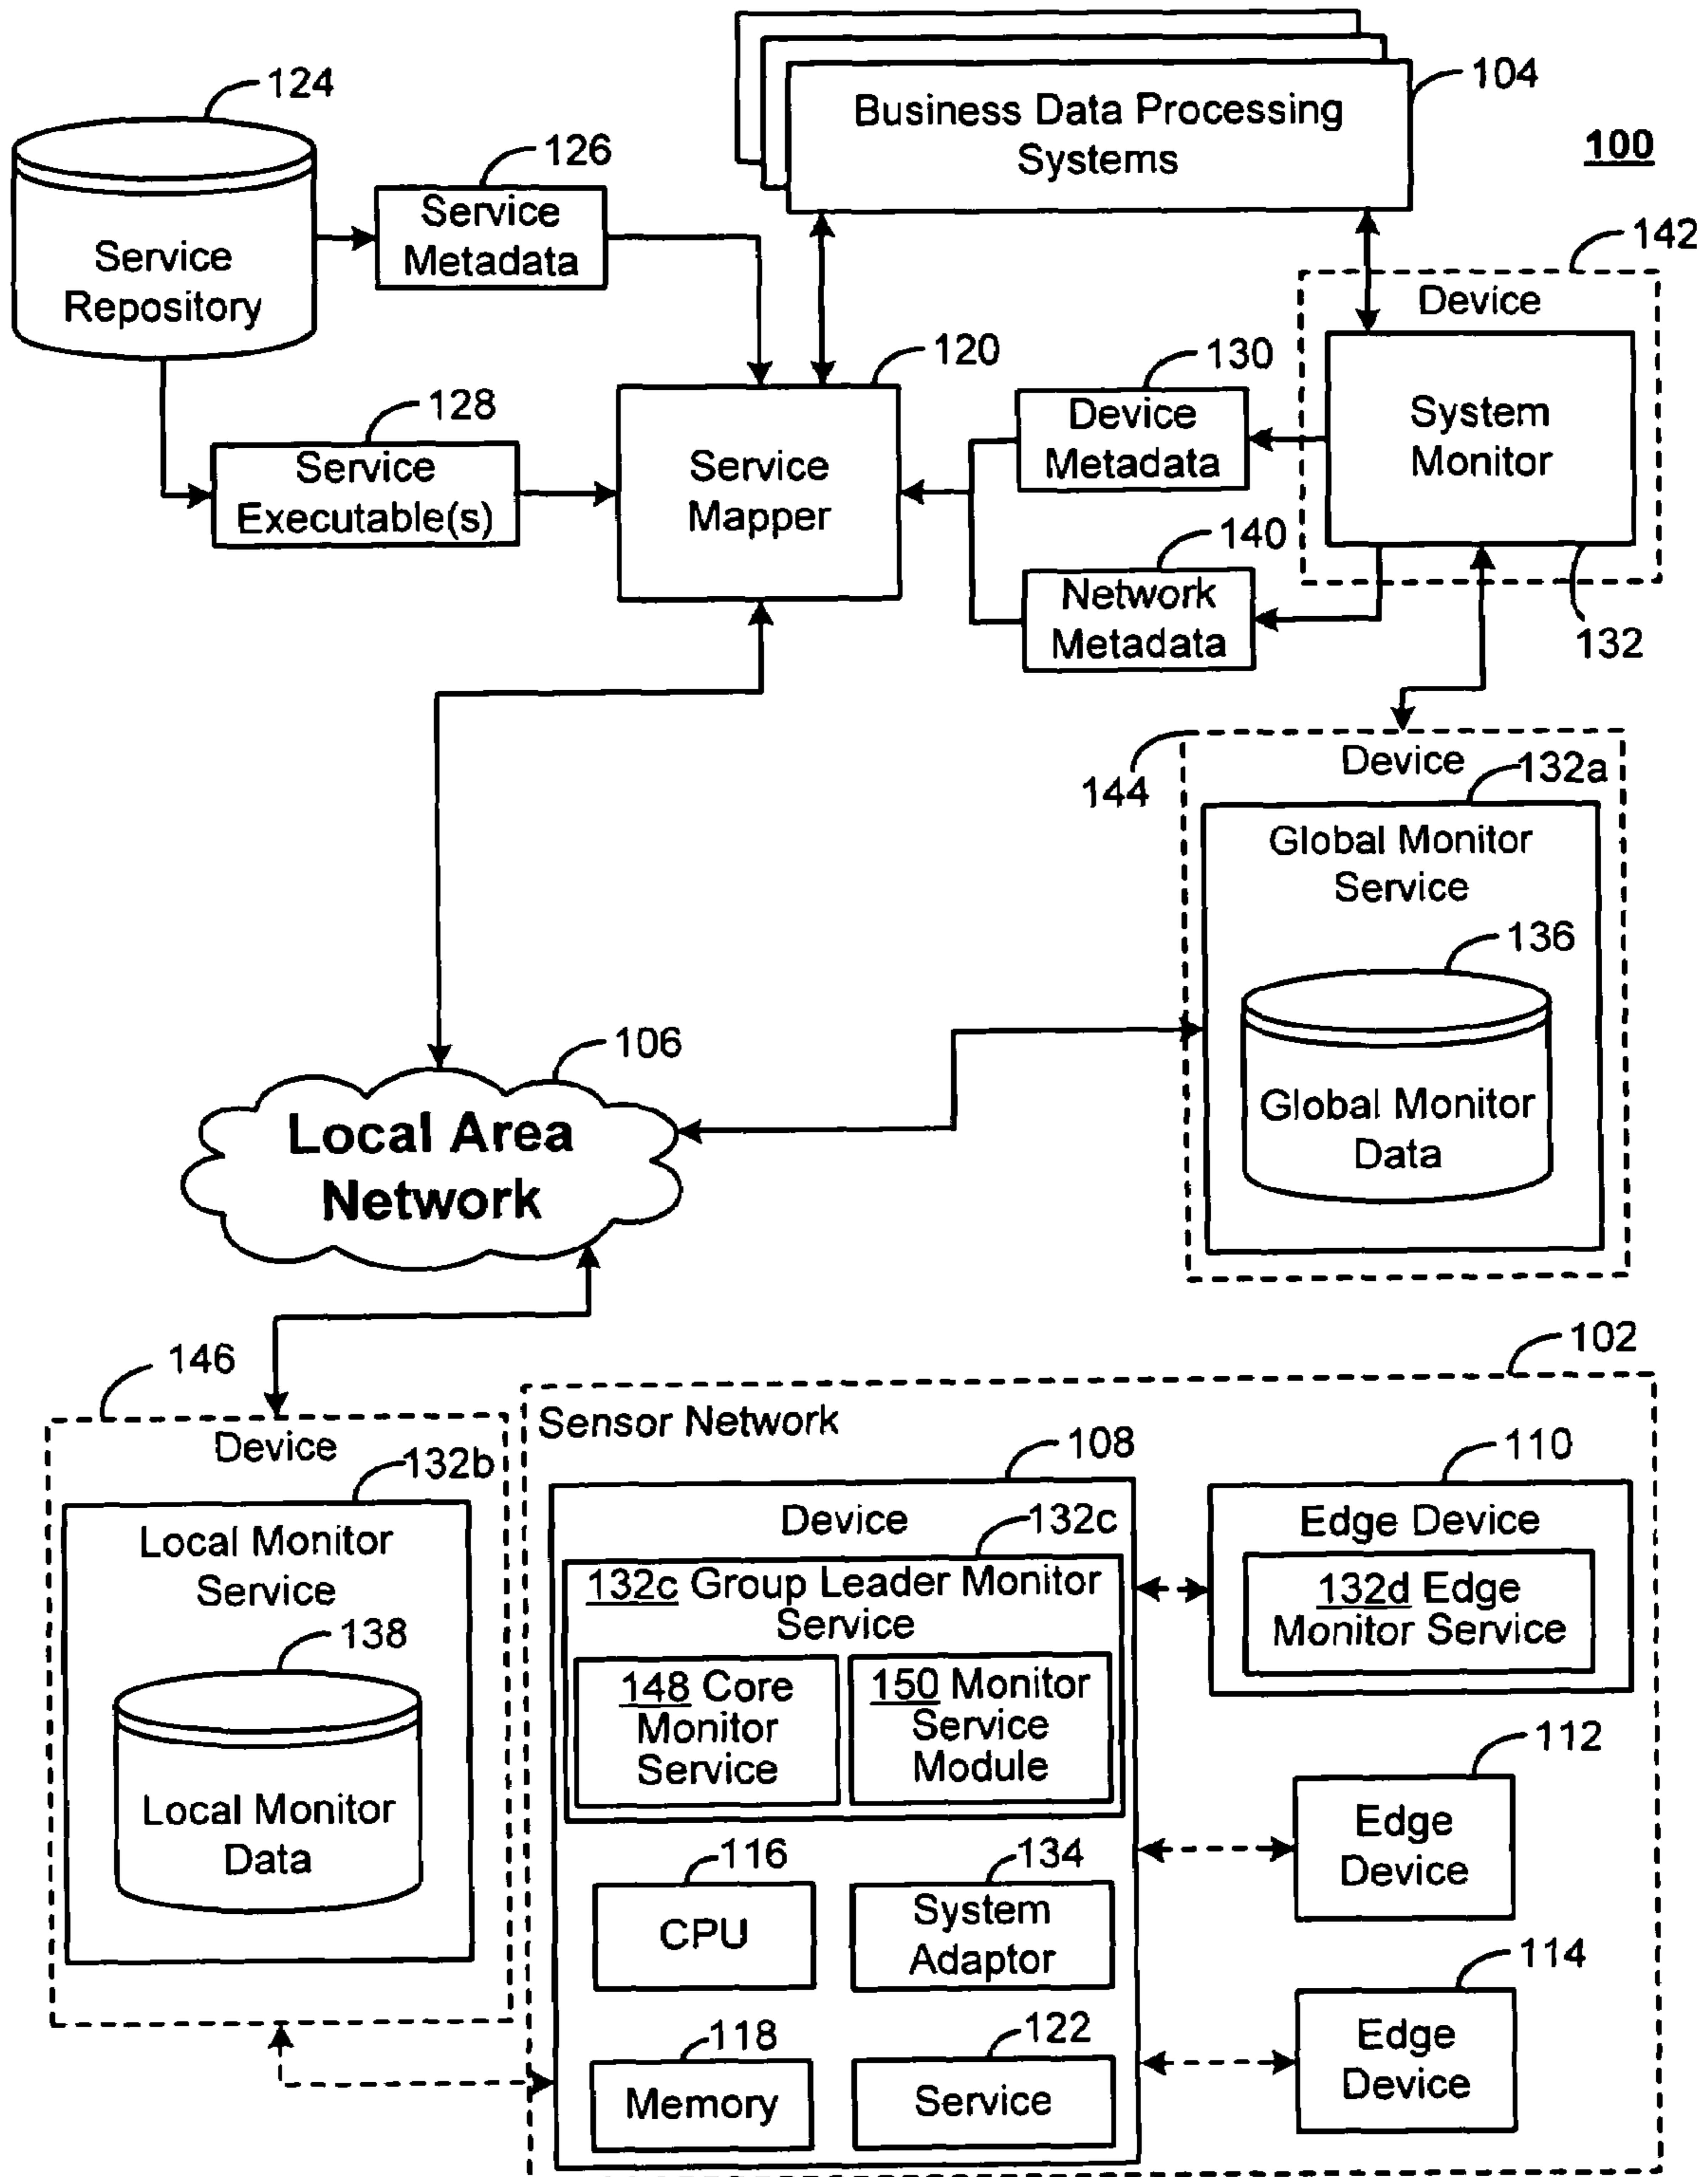 124
104
Business Data Processing
Systems
100
126
Service
Metadata
142
Device
Service
Repository
120
130
Device
Metadata
System
Monitor
128
Service
Executable(s)
Service
Mapper
140
Network
Metadata
132
144
Device
132a
Global Monitor
Service
136
Global Monitor
Data
106
Local Area
Network
102
146
Device
132b
Local Monitor
Service
138
Local Monitor
Data
Sensor Network
108
Device
132c
132c Group Leader Monitor
Service
148 Core
Monitor
Service
150 Monitor
Service
Module
110
Edge Device
132d Edge
Monitor Service
112
Edge
Device
116
CPU
134
System
Adaptor
114
Edge
Device
118
Memory
122
Service